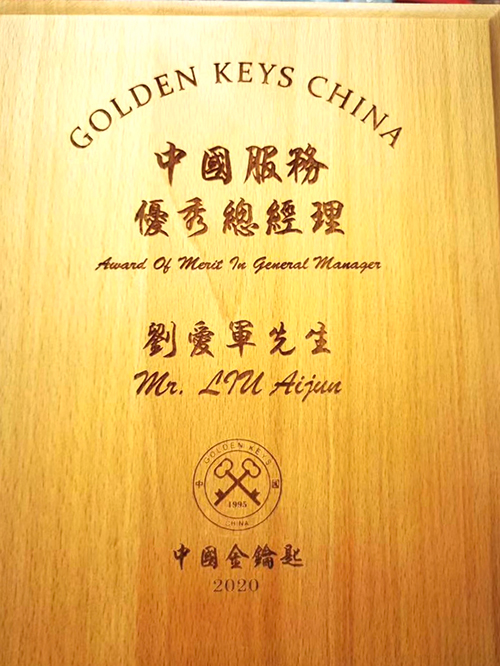 GOLDEN KEYS CHINA
中國服務
優秀總經理
Award Of Merit In General Manager
劉愛軍先生
Mr. LIU Aijun
GOLDEN KEYS
中 國
1995
CHINA
中國金鑰匙
2020